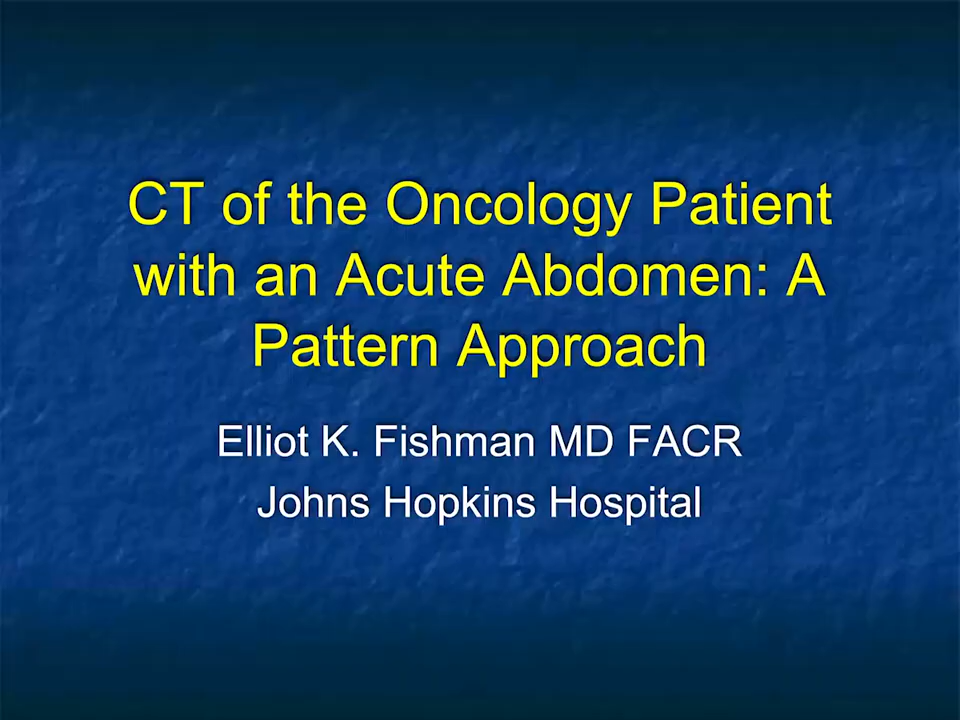 CT of the Oncology Patient
with an Acute Abdomen: A
Pattern Approach
Elliot K. Fishman MD FACR
Johns Hopkins Hospital